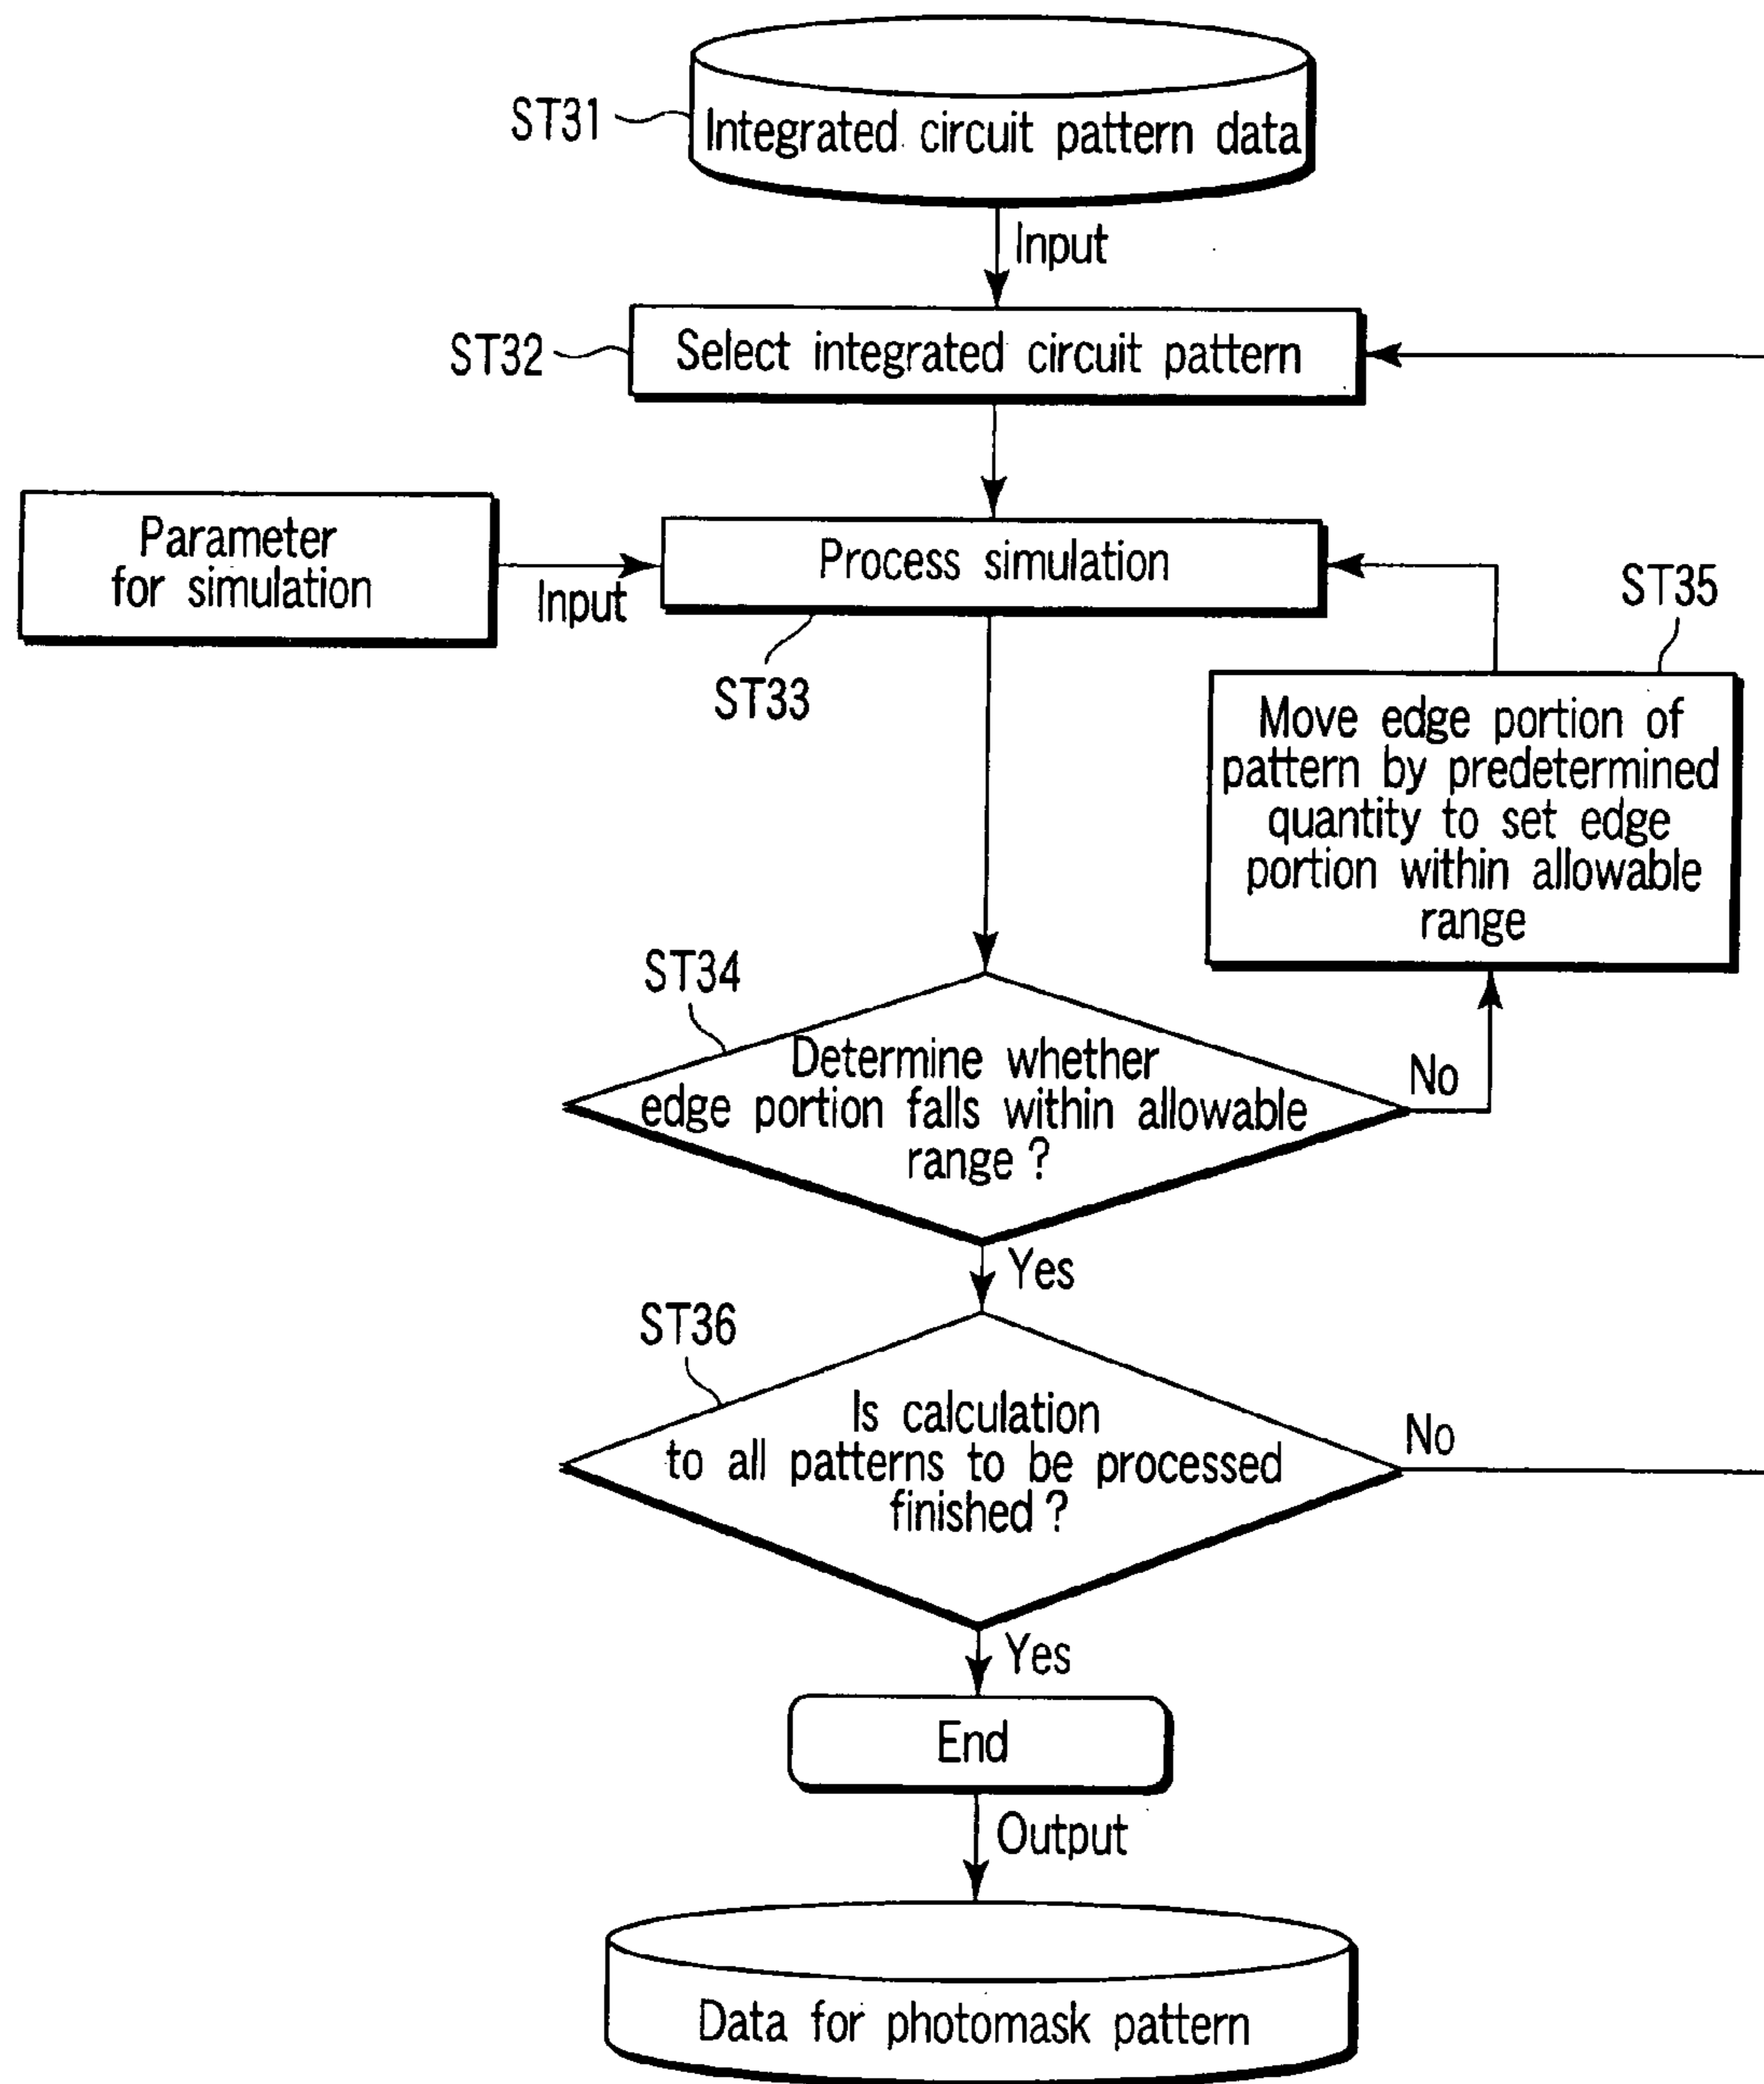 ST31
Integrated circuit pattern data
Input
ST32
Select integrated circuit pattern
Parameter
for simulation
Input
Process simulation
ST33
ST35
Move edge portion of
pattern by predetermined
quantity to set edge
portion within allowable
range
ST34
Determine whether
edge portion falls within allowable
range ?
No
Yes
ST36
Is calculation
to all patterns to be processed
finished ?
No
Yes
End
Output
Data for photomask pattern